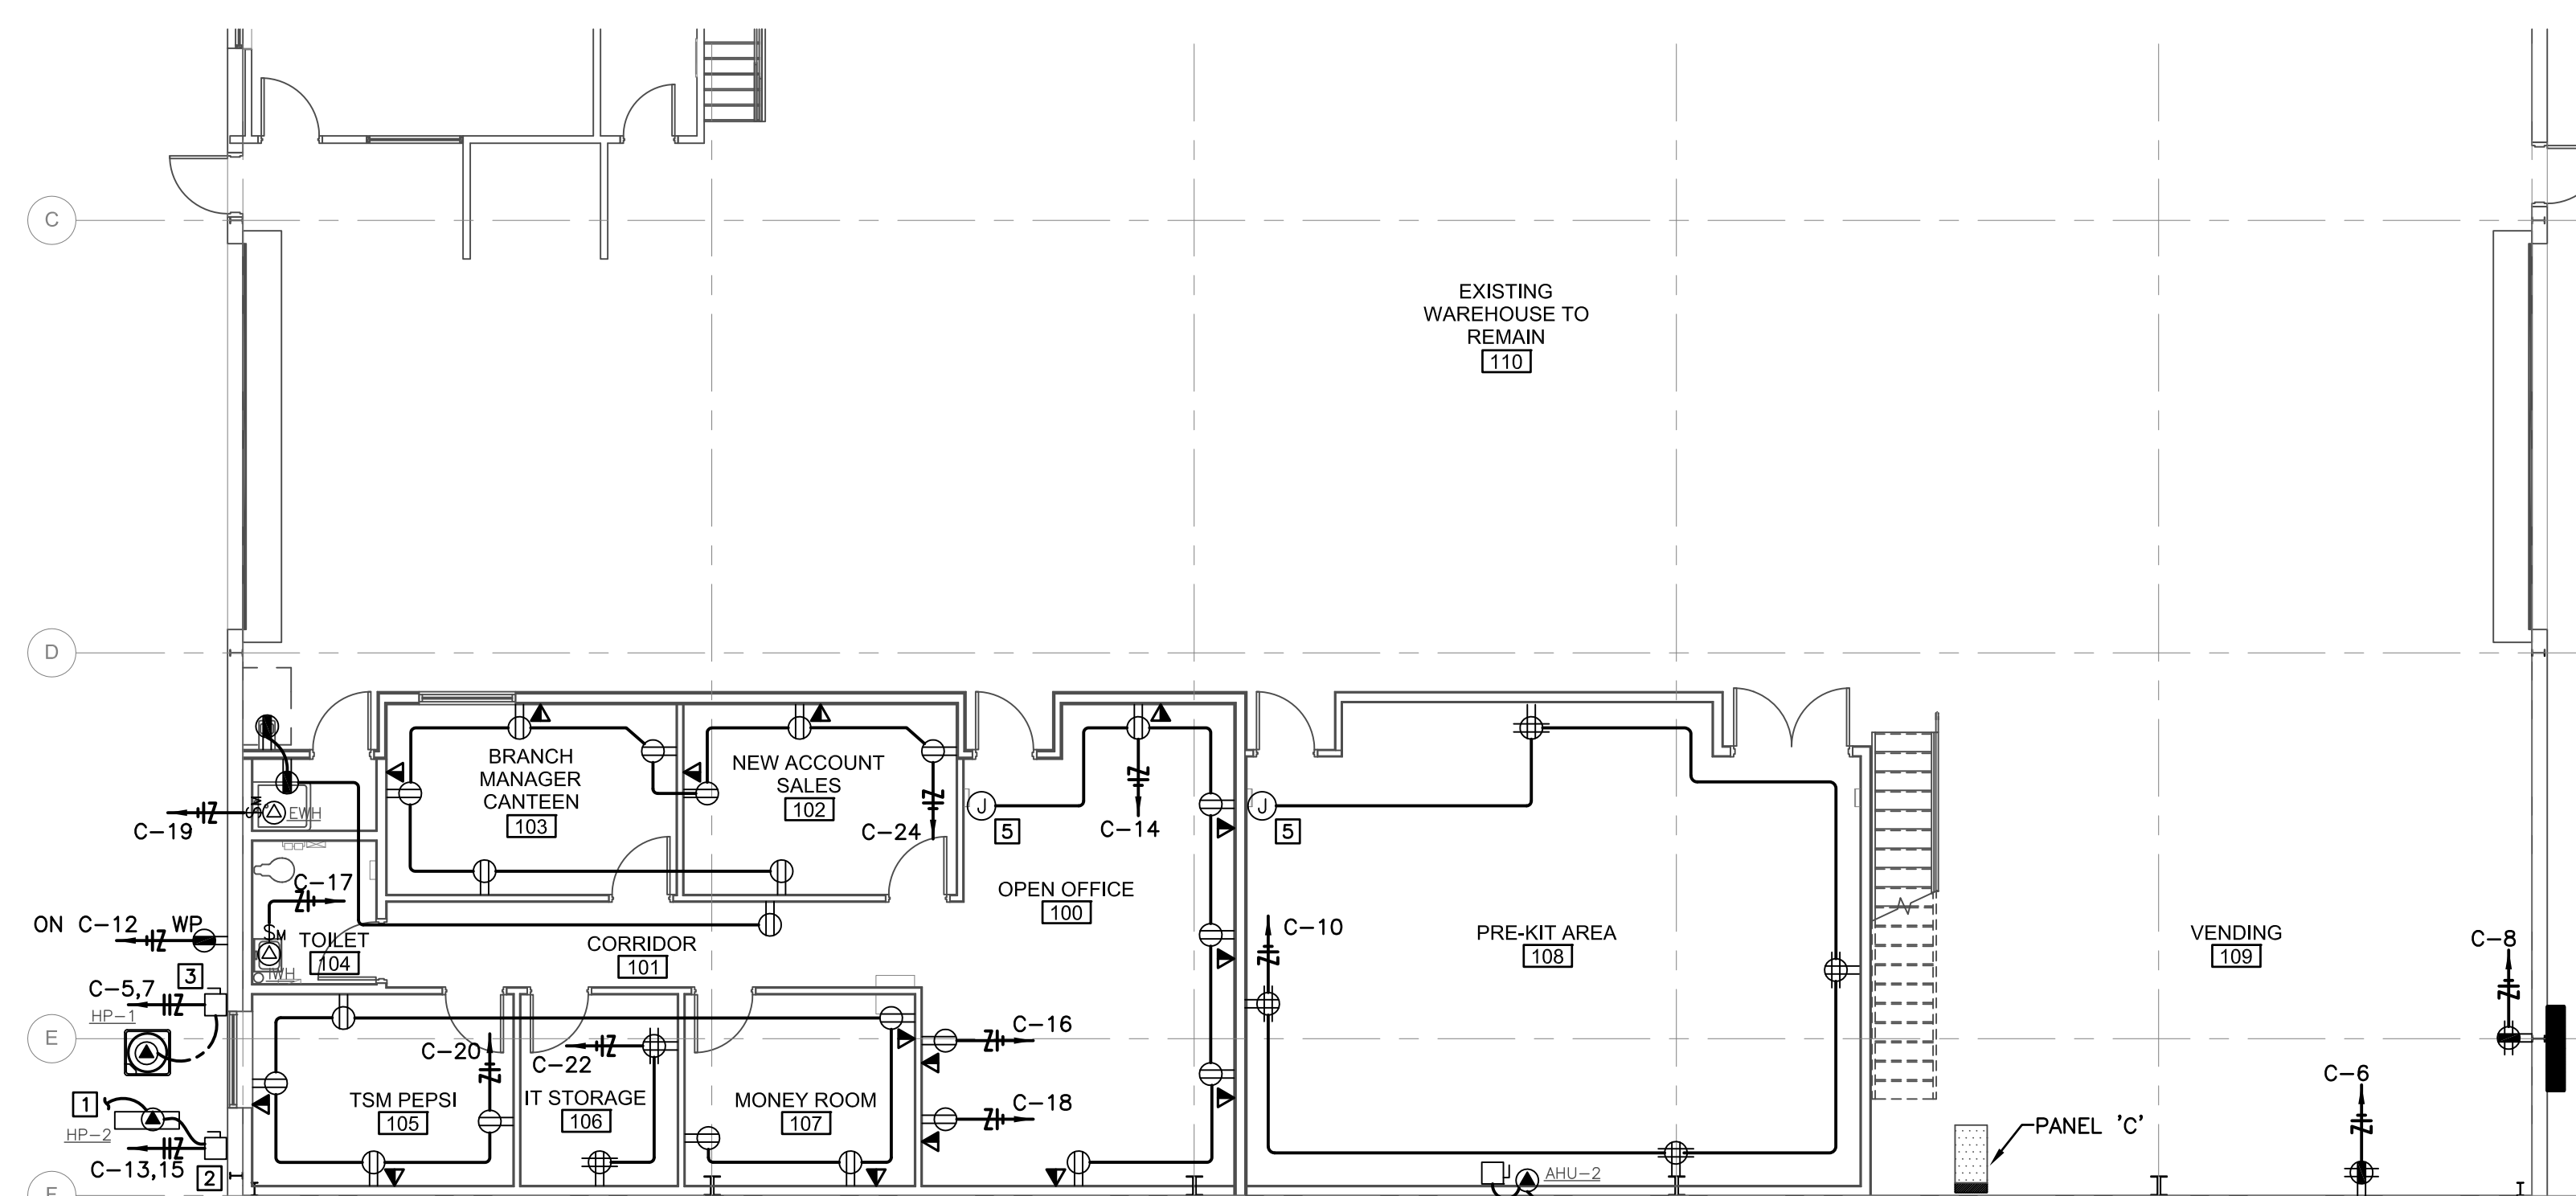 C
EXISTING
WAREHOUSE TO
REMAIN
110
D
BRANCH
MANAGER
CANTEEN
103
NEW ACCOUNT
SALES
102
C-24
J
5
C-14
J
5
SM
EWH
C-19
C-17
OPEN OFFICE
100
ON C-12 WP
SM
TOILET
104
IWH
CORRIDOR
101
C-10
PRE-KIT AREA
108
VENDING
109
C-8
3
C-5,7
HP-1
E
C-20
C-22
C-16
TSM PEPSI
105
IT STORAGE
106
MONEY ROOM
107
C-18
C-6
1
HP-2
C-13,15
2
PANEL 'C'
AHU-2